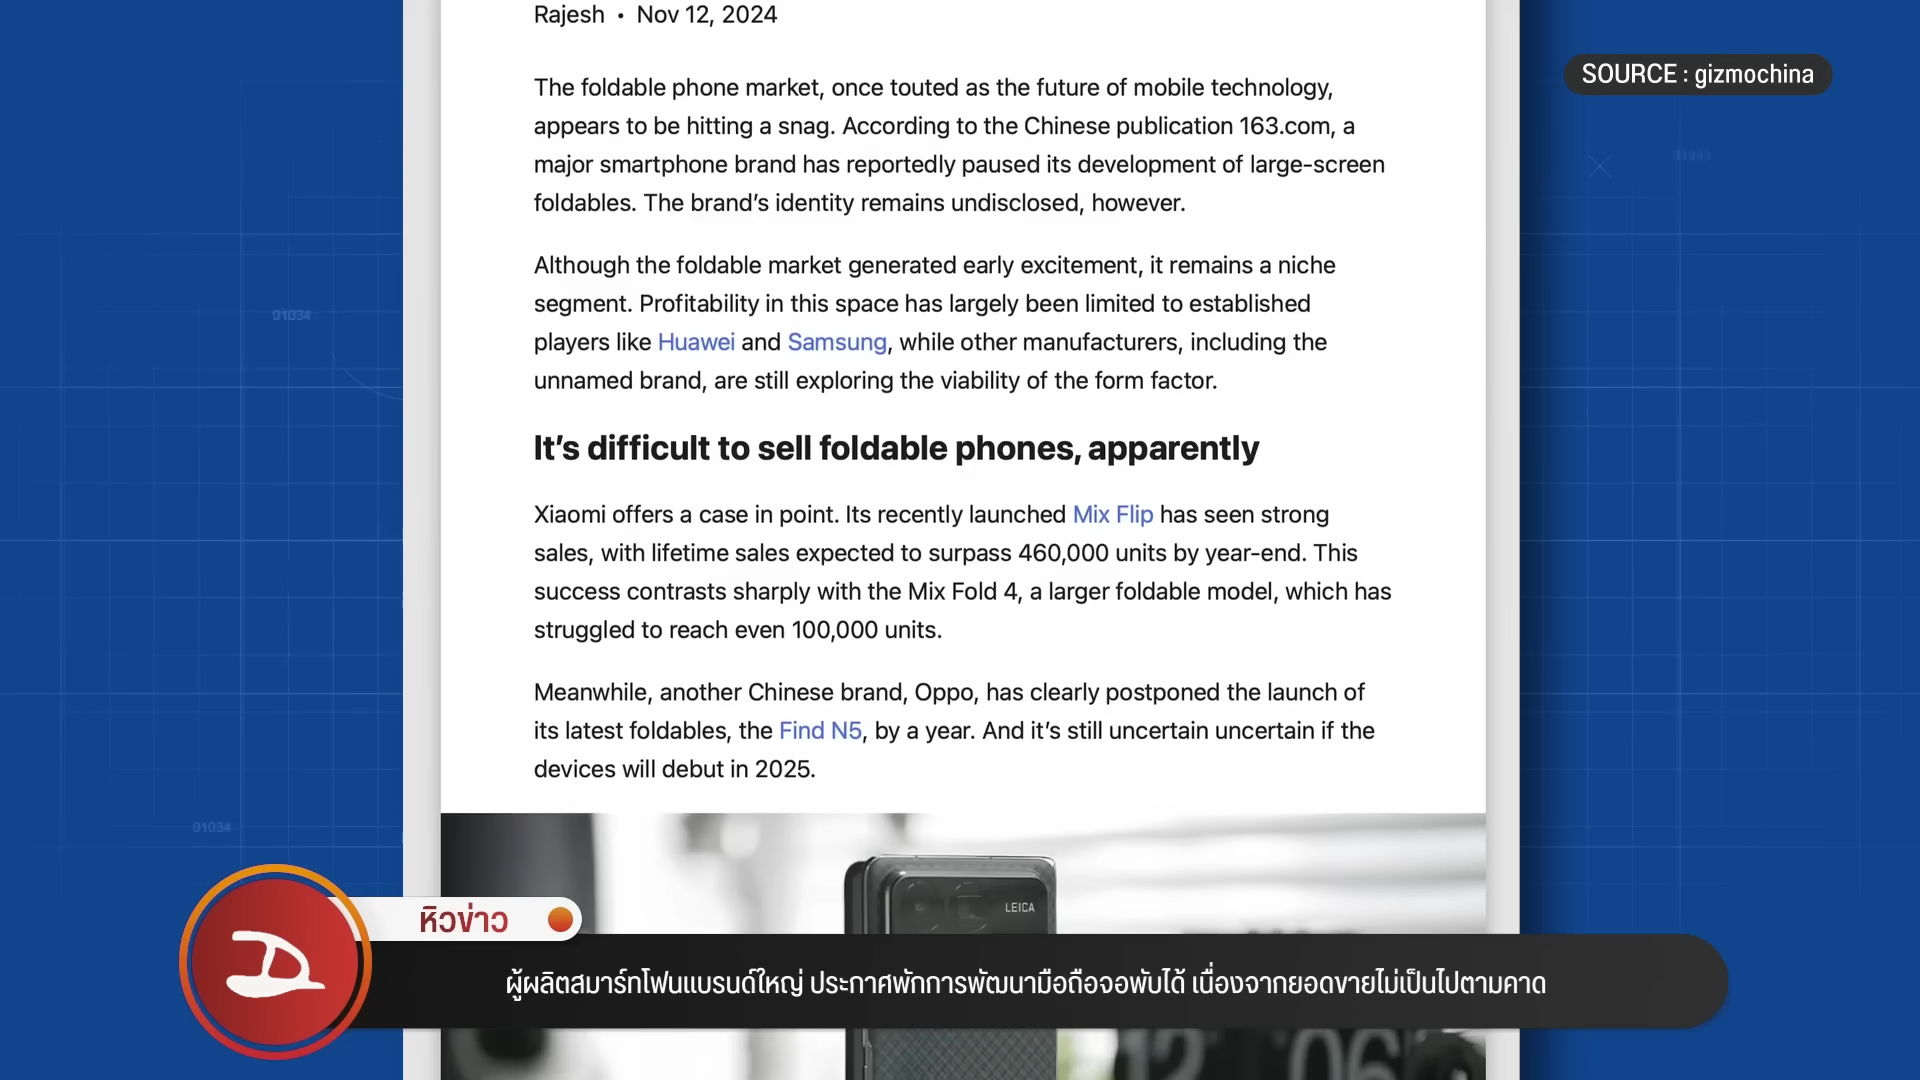 Rajesh • Nov 12, 2024
SOURCE : gizmochina
The foldable phone market, once touted as the future of mobile technology,
appears to be hitting a snag. According to the Chinese publication 163.com, a
major smartphone brand has reportedly paused its development of large-screen
foldables. The brand’s identity remains undisclosed, however.
Although the foldable market generated early excitement, it remains a niche
segment. Profitability in this space has largely been limited to established
players like Huawei and Samsung, while other manufacturers, including the
unnamed brand, are still exploring the viability of the form factor.
It’s difficult to sell foldable phones, apparently
Xiaomi offers a case in point. Its recently launched Mix Flip has seen strong
sales, with lifetime sales expected to surpass 460,000 units by year-end. This
success contrasts sharply with the Mix Fold 4, a larger foldable model, which has
struggled to reach even 100,000 units.
Meanwhile, another Chinese brand, Oppo, has clearly postponed the launch of
its latest foldables, the Find N5, by a year. And it’s still uncertain uncertain if the
devices will debut in 2025.
01034
01034
LEICA
หิวข่าว
ผู้ผลิตสมาร์ทโฟนแบรนด์ใหญ่ ประกาศพักการพัฒนามือถือจอพับได้ เนื่องจากยอดขายไม่เป็นไปตามคาด
12 06